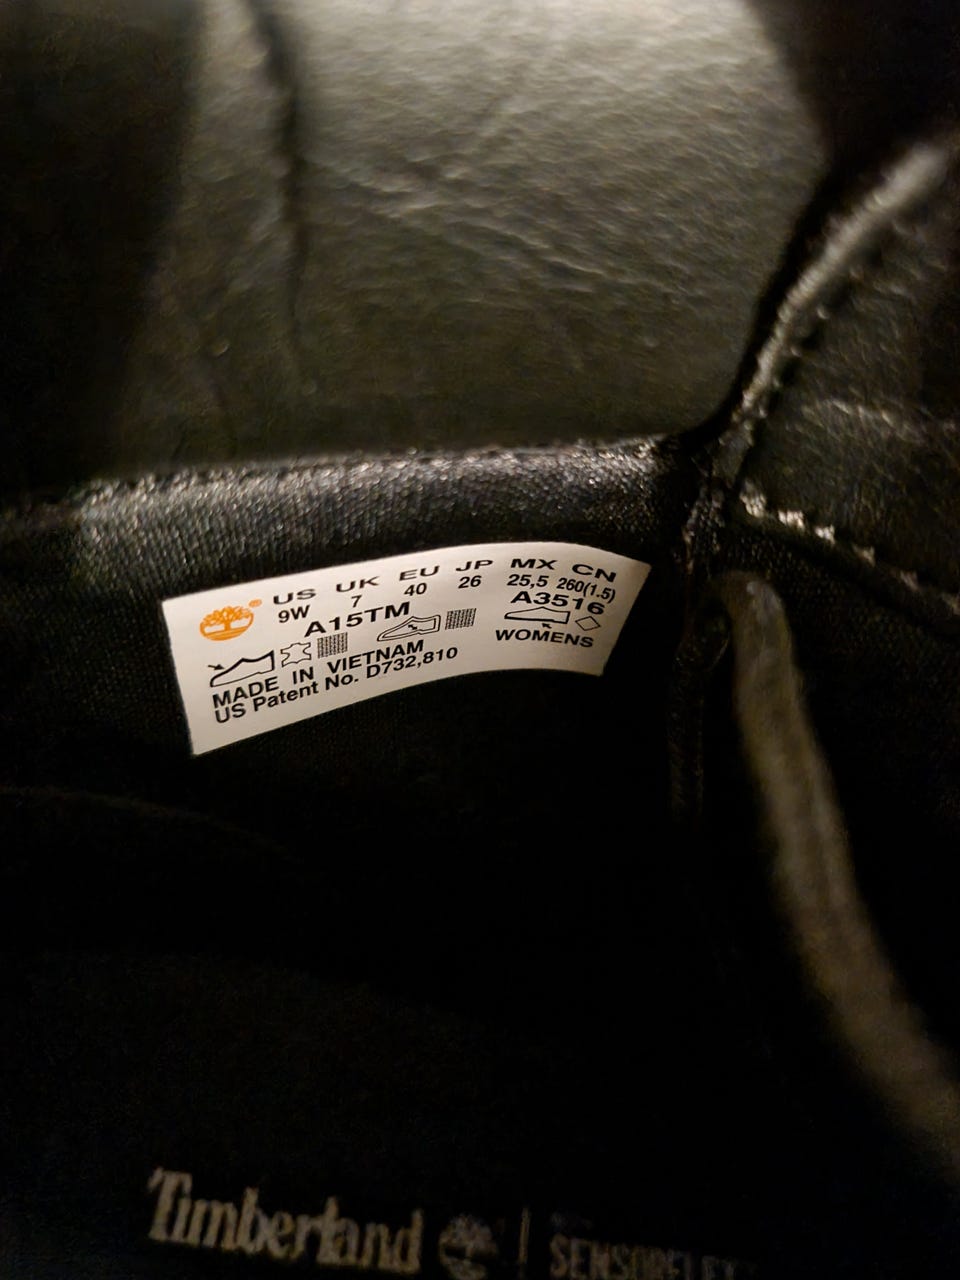 US UK EU JP MX CN
9W 7 40 26 25,5 260(1.5)
A15TM A3516
WOMENS
MADE IN VIETNAM
US Patent No. D732,810
Timberland
SENSORFLEX